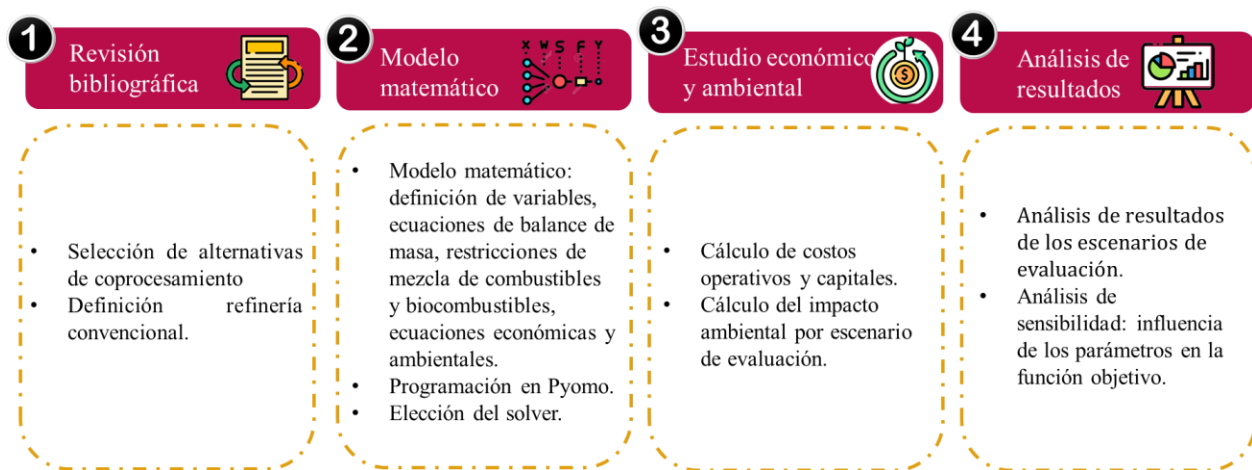 1
Revisión
bibliográfica
• Selección de alternativas
de coprocesamiento
• Definición refinería
convencional.
2
Modelo
matemático
X W S F Y
• Modelo matemático:
definición de variables,
ecuaciones de balance de
masa, restricciones de
mezcla de combustibles
y biocombustibles,
ecuaciones económicas y
ambientales.
• Programación en Pyomo.
• Elección del solver.
3
Estudio económico
y ambiental
$
• Cálculo de costos
operativos y capitales.
• Cálculo del impacto
ambiental por escenario
de evaluación.
4
Análisis de
resultados
• Análisis de resultados
de los escenarios de
evaluación.
• Análisis de
sensibilidad: influencia
de los parámetros en la
función objetivo.